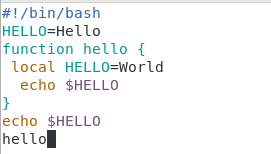 #!/bin/bash
HELLO=Hello
function hello {
 local HELLO=World
  echo $HELLO
}
echo $HELLO
hello